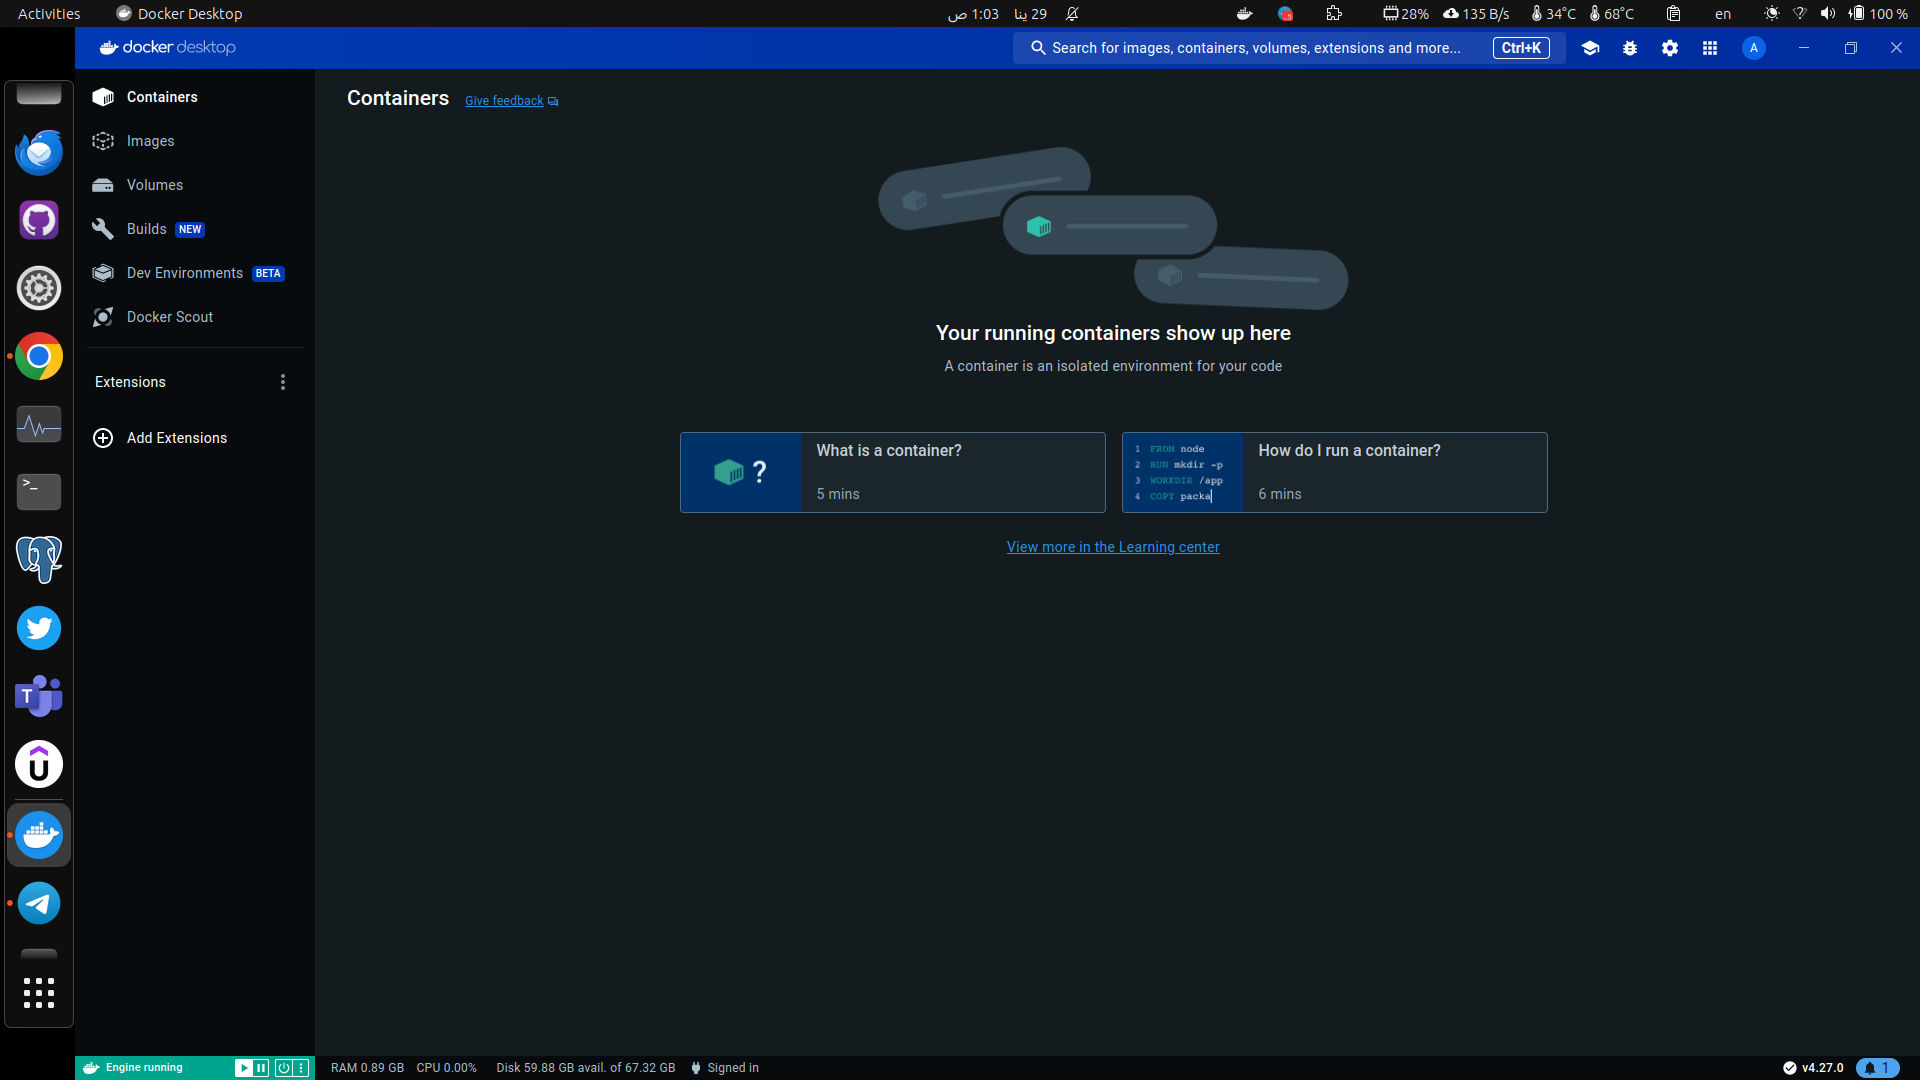 Activities
Docker Desktop
1:03 ص
29 ينا
28%
135 B/s
34°C
68°C
en
100 %
docker desktop
Search for images, containers, volumes, extensions and more...
Ctrl+K
A
Containers
Images
Volumes
Builds NEW
Dev Environments BETA
Docker Scout
Extensions
Add Extensions
Containers
Give feedback
Your running containers show up here
A container is an isolated environment for your code
?
What is a container?
5 mins
1 FROM node
2 RUN mkdir -p
3 WORKDIR /app
4 COPY packa
How do I run a container?
6 mins
View more in the Learning center
>_
T
U
Engine running
RAM 0.89 GB
CPU 0.00%
Disk 59.88 GB avail. of 67.32 GB
Signed in
v4.27.0
1